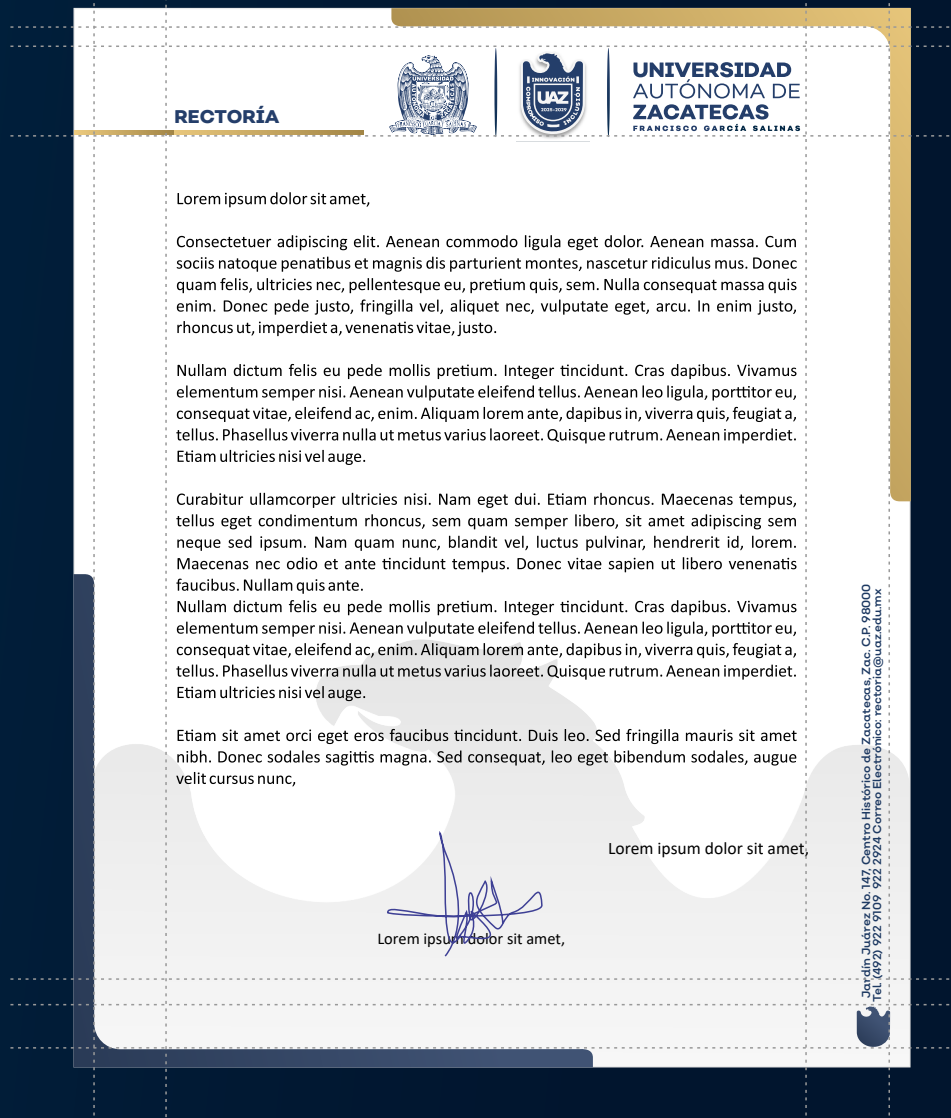 RECTORÍA
UNIVERSIDAD
FRANCISCO GARCÍA SALINAS
INNOVACIÓN
COMPROMISO
UAZ
2025-2029
INCLUSIÓN
UNIVERSIDAD
AUTÓNOMA DE
ZACATECAS
FRANCISCO GARCÍA SALINAS
Lorem ipsum dolor sit amet,
Consectetuer adipiscing elit. Aenean commodo ligula eget dolor. Aenean massa. Cum
sociis natoque penatibus et magnis dis parturient montes, nascetur ridiculus mus. Donec
quam felis, ultricies nec, pellentesque eu, pretium quis, sem. Nulla consequat massa quis
enim. Donec pede justo, fringilla vel, aliquet nec, vulputate eget, arcu. In enim justo,
rhoncus ut, imperdiet a, venenatis vitae, justo.
Nullam dictum felis eu pede mollis pretium. Integer tincidunt. Cras dapibus. Vivamus
elementum semper nisi. Aenean vulputate eleifend tellus. Aenean leo ligula, porttitor eu,
consequat vitae, eleifend ac, enim. Aliquam lorem ante, dapibus in, viverra quis, feugiat a,
tellus. Phasellus viverra nulla ut metus varius laoreet. Quisque rutrum. Aenean imperdiet.
Etiam ultricies nisi vel auge.
Curabitur ullamcorper ultricies nisi. Nam eget dui. Etiam rhoncus. Maecenas tempus,
tellus eget condimentum rhoncus, sem quam semper libero, sit amet adipiscing sem
neque sed ipsum. Nam quam nunc, blandit vel, luctus pulvinar, hendrerit id, lorem.
Maecenas nec odio et ante tincidunt tempus. Donec vitae sapien ut libero venenatis
faucibus. Nullam quis ante.
Nullam dictum felis eu pede mollis pretium. Integer tincidunt. Cras dapibus. Vivamus
elementum semper nisi. Aenean vulputate eleifend tellus. Aenean leo ligula, porttitor eu,
consequat vitae, eleifend ac, enim. Aliquam lorem ante, dapibus in, viverra quis, feugiat a,
tellus. Phasellus viverra nulla ut metus varius laoreet. Quisque rutrum. Aenean imperdiet.
Etiam ultricies nisi vel auge.
Etiam sit amet orci eget eros faucibus tincidunt. Duis leo. Sed fringilla mauris sit amet
nibh. Donec sodales sagittis magna. Sed consequat, leo eget bibendum sodales, augue
velit cursus nunc,
Lorem ipsum dolor sit amet,
Lorem ipsum dolor sit amet,
Jardín Juárez No. 147, Centro Histórico de Zacatecas, Zac. C.P. 98000
Tel. (492) 922 9109 922 2924 Correo Electrónico: rectoria@uaz.edu.mx